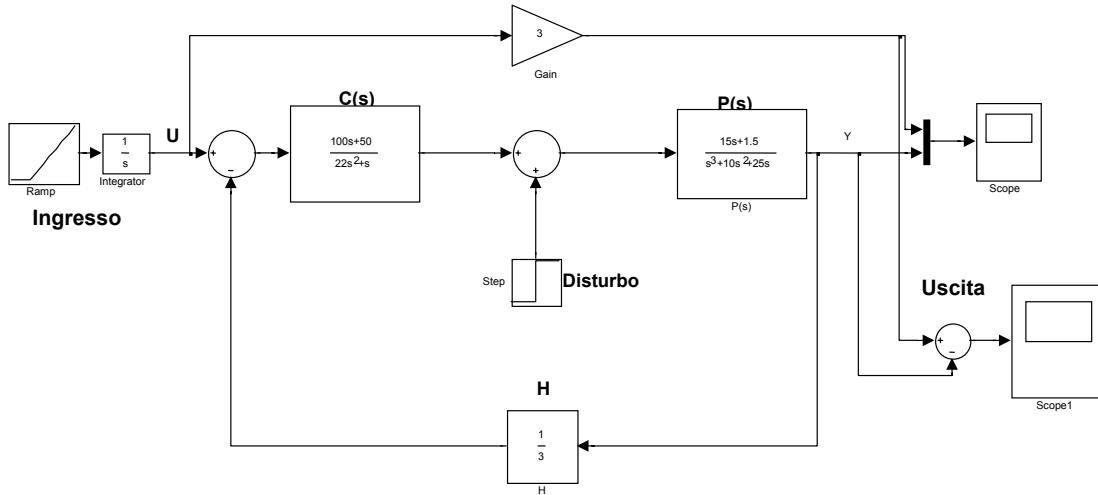 3
Gain
C(s)
P(s)
U
1
s
Integrator
Ramp
Ingresso
+
−
100s+50
22s²+s
+
+
15s+1.5
s³+10s²+25s
P(s)
Y
Scope
Step
Disturbo
Uscita
+
−
Scope1
H
1
3
H